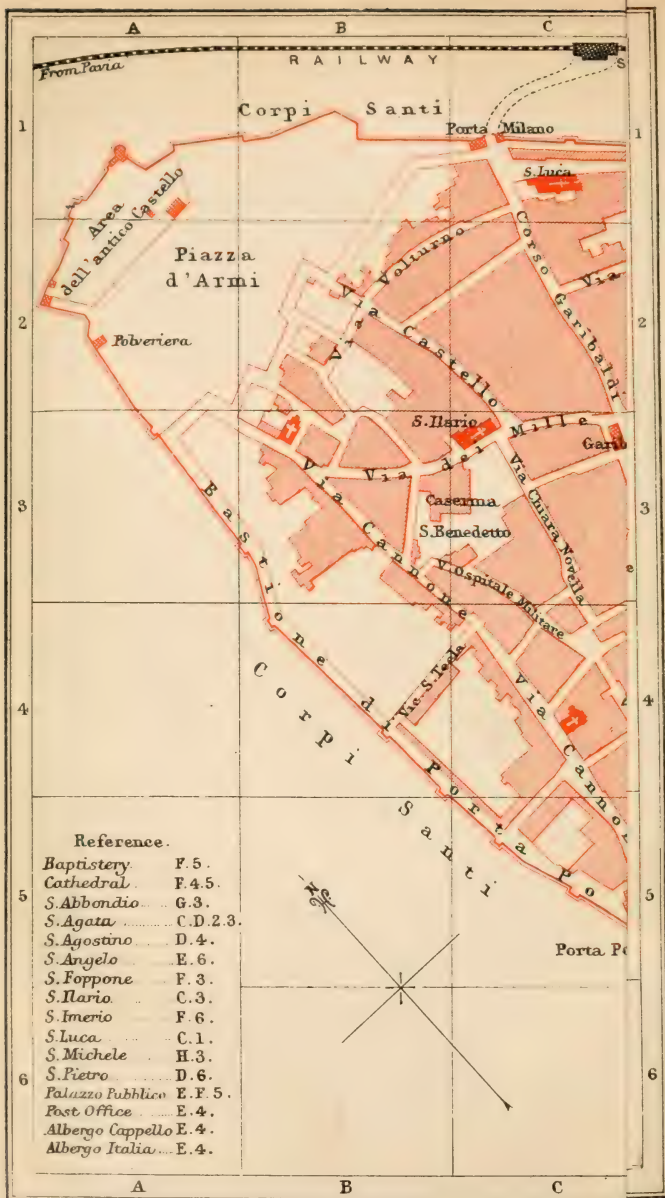 A B C
From Pavia
RAILWAY
S
1
Corpi Santi
Porta Milano
1
S. Luca
Area
dell'antico Castello
Piazza
d'Armi
Via Volturno
Corso Garibaldi
Via
2
Via Castello
2
Polveriera
S. Ilario
Via dei Mille
Garib
3
Via Cannone
Caserma
S. Benedetto
Via Chiara Novella
3
V. Ospitale Militare
e
Bastione di Porta Po
Vic. S. Tecla
Via Canno
4
Corpi Santi
4
Reference.
Baptistery F.5.
Cathedral F.4.5.
S. Abbondio G.3.
S. Agata C.D.2.3.
S. Agostino D.4.
S. Angelo E.6.
S. Foppone F.3.
S. Ilario C.3.
S. Imerio F.6.
S. Luca C.1.
S. Michele H.3.
S. Pietro D.6.
Palazzo Pubblico E.F.5.
Post Office E.4.
Albergo Cappello E.4.
Albergo Italia E.4.
5
N
5
Porta Po
6
6
A B C